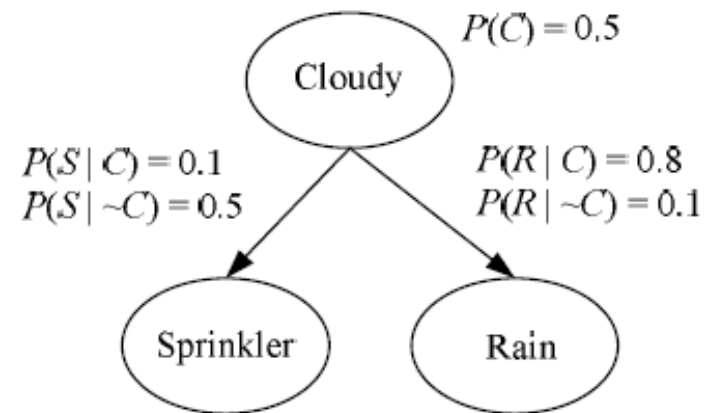 P(C) = 0.5
Cloudy
P(S | C) = 0.1
P(S | ~C) = 0.5
P(R | C) = 0.8
P(R | ~C) = 0.1
Sprinkler
Rain